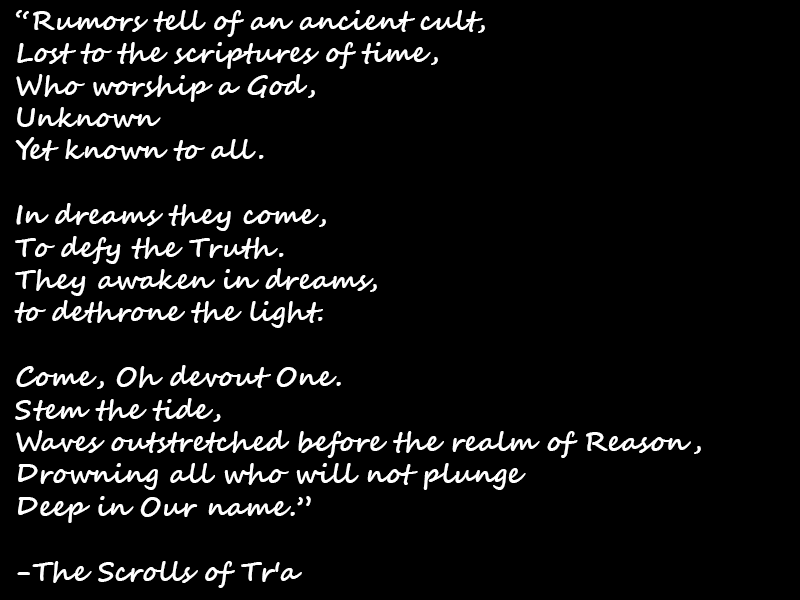 “Rumors tell of an ancient cult,
Lost to the scriptures of time,
Who worship a God,
Unknown
Yet known to all.
In dreams they come,
To defy the Truth.
They awaken in dreams,
to dethrone the light.
Come, Oh devout One.
Stem the tide,
Waves outstretched before the realm of Reason,
Drowning all who will not plunge
Deep in Our name.”
-The Scrolls of Tr'a